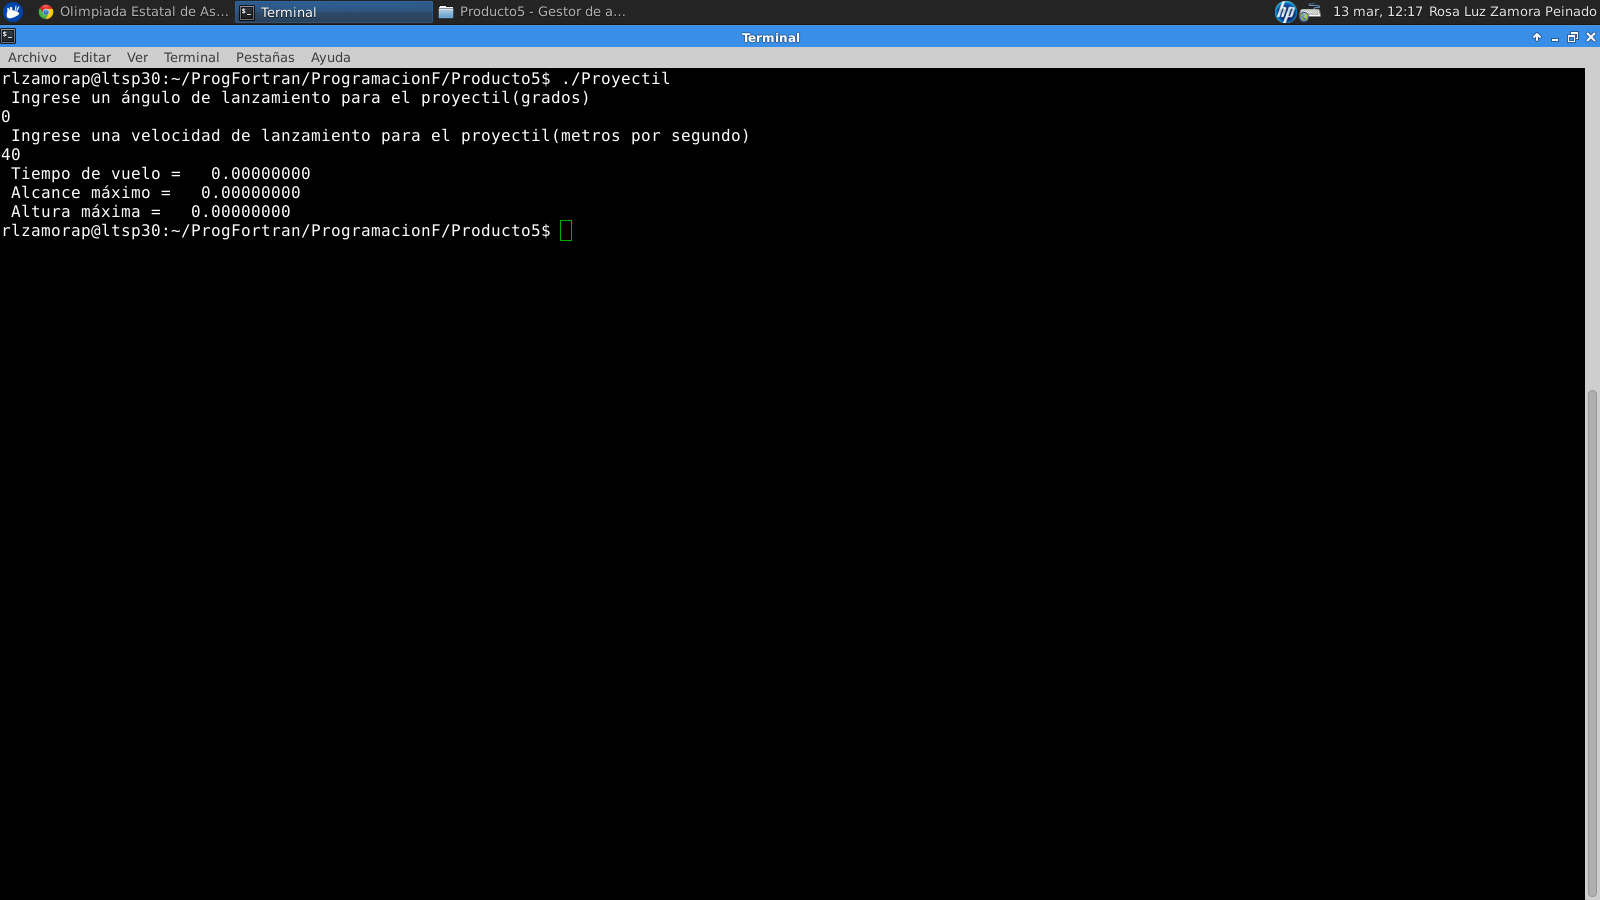 Olimpiada Estatal de As...
Terminal
Producto5 - Gestor de a...
hp
13 mar, 12:17 Rosa Luz Zamora Peinado
Terminal
Archivo Editar Ver Terminal Pestañas Ayuda
rlzamorap@ltsp30:~/ProgFortran/ProgramacionF/Producto5$ ./Proyectil
Ingrese un ángulo de lanzamiento para el proyectil(grados)
0
Ingrese una velocidad de lanzamiento para el proyectil(metros por segundo)
40
Tiempo de vuelo =   0.00000000
Alcance máximo =   0.00000000
Altura máxima =   0.00000000
rlzamorap@ltsp30:~/ProgFortran/ProgramacionF/Producto5$